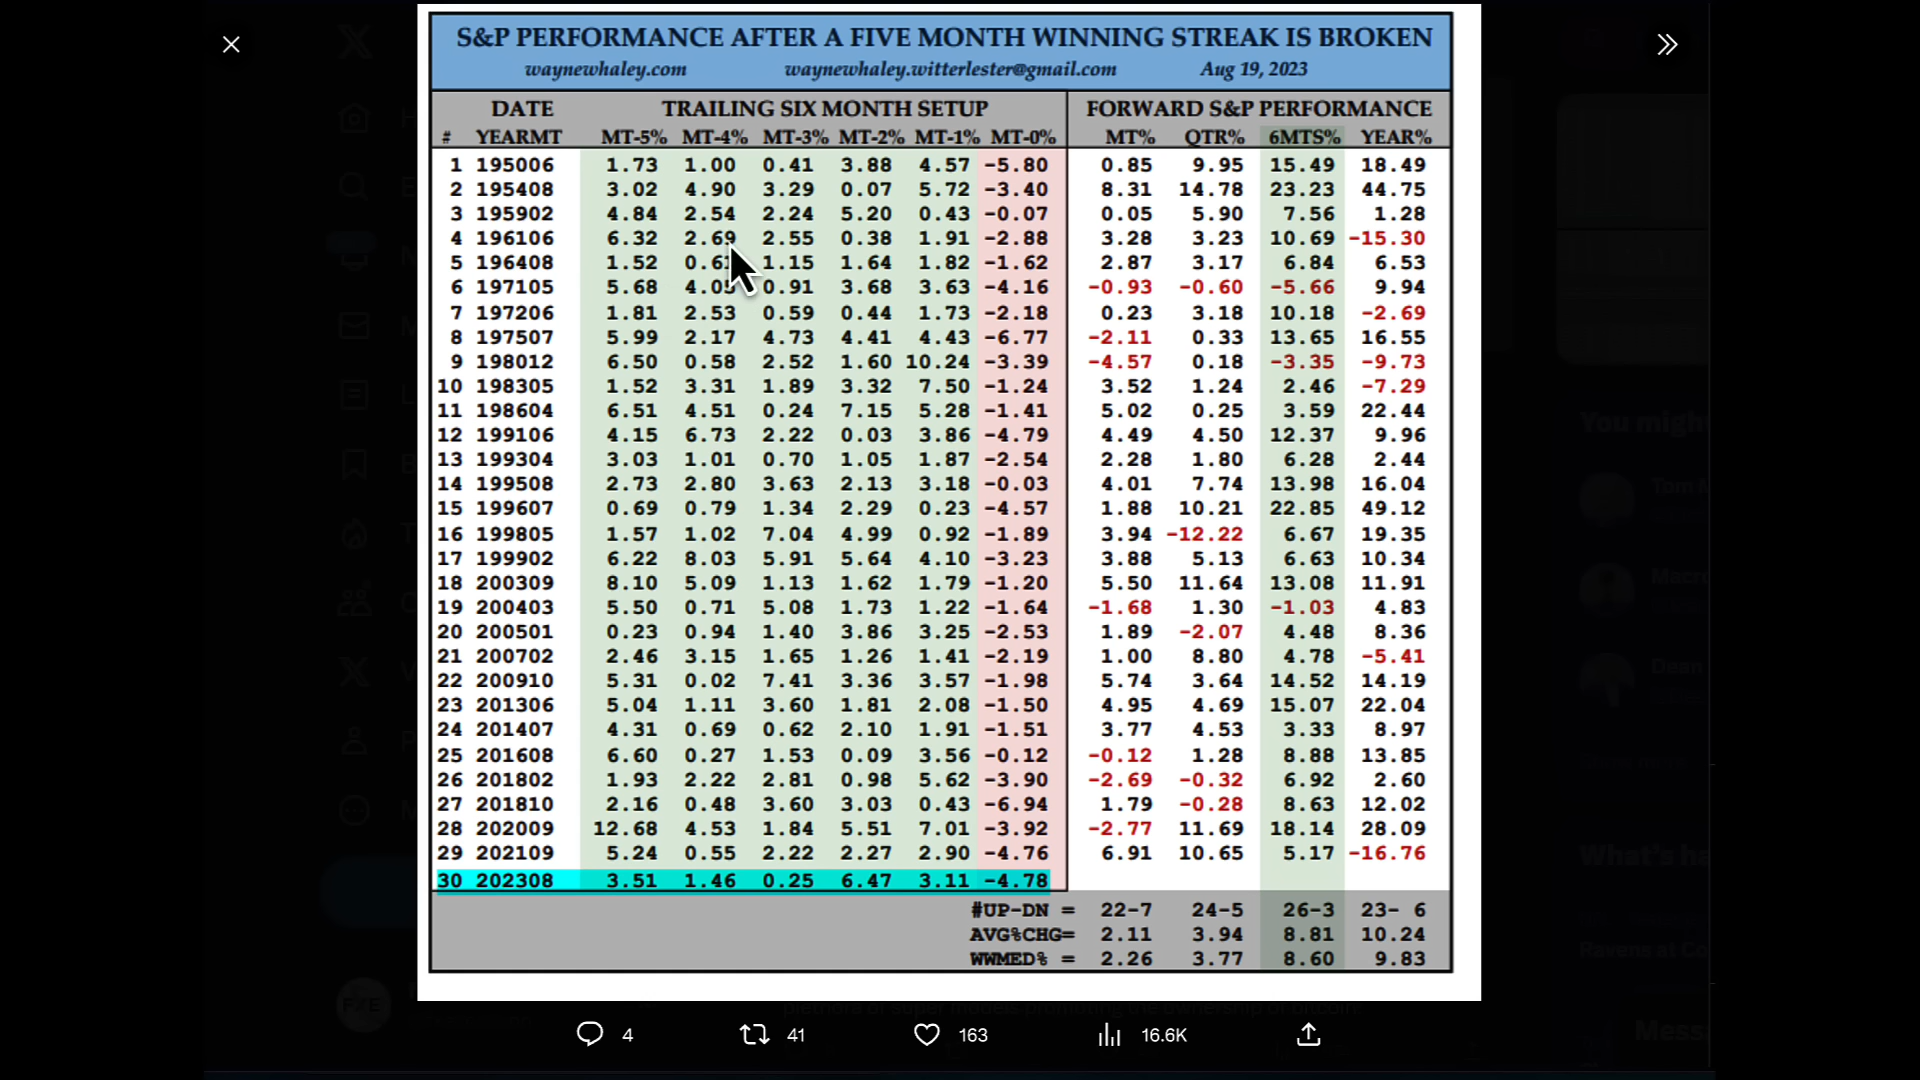 S&P PERFORMANCE AFTER A FIVE MONTH WINNING STREAK IS BROKEN
waynewhaley.com waynewhaley.witterlester@gmail.com Aug 19, 2023
DATE TRAILING SIX MONTH SETUP FORWARD S&P PERFORMANCE
# YEARMT MT-5% MT-4% MT-3% MT-2% MT-1% MT-0% MT% QTR% 6MTS% YEAR%
1 195006 1.73 1.00 0.41 3.88 4.57 -5.80 0.85 9.95 15.49 18.49
2 195408 3.02 4.90 3.29 0.07 5.72 -3.40 8.31 14.78 23.23 44.75
3 195902 4.84 2.54 2.24 5.20 0.43 -0.07 0.05 5.90 7.56 1.28
4 196106 6.32 2.69 2.55 0.38 1.91 -2.88 3.28 3.23 10.69 -15.30
5 196408 1.52 1.15 1.64 1.82 -1.62 2.87 3.17 6.84 6.53
6 197105 5.68 4.05 0.91 3.68 3.63 -4.16 -0.93 -0.60 -5.66 9.94
7 197206 1.81 2.53 0.59 0.44 1.73 -2.18 0.23 3.18 10.18 -2.69
8 197507 5.99 2.17 4.73 4.41 4.43 -6.77 -2.11 0.33 13.65 16.55
9 198012 6.50 0.58 2.52 1.60 10.24 -3.39 -4.57 0.18 -3.35 -9.73
10 198305 1.52 3.31 1.89 3.32 7.50 -1.24 3.52 1.24 2.46 -7.29
11 198604 6.51 4.51 0.24 7.15 5.28 -1.41 5.02 0.25 3.59 22.44
12 199106 4.15 6.73 2.22 0.03 3.86 -4.79 4.49 4.50 12.37 9.96
13 199304 3.03 1.01 0.70 1.05 1.87 -2.54 2.28 1.80 6.28 2.44
14 199508 2.73 2.80 3.63 2.13 3.18 -0.03 4.01 7.74 13.98 16.04
15 199607 0.69 0.79 1.34 2.29 0.23 -4.57 1.88 10.21 22.85 49.12
16 199805 1.57 1.02 7.04 4.99 0.92 -1.89 3.94 -12.22 6.67 19.35
17 199902 6.22 8.03 5.91 5.64 4.10 -3.23 3.88 5.13 6.63 10.34
18 200309 8.10 5.09 1.13 1.62 1.79 -1.20 5.50 11.64 13.08 11.91
19 200403 5.50 0.71 5.08 1.73 1.22 -1.64 -1.68 1.30 -1.03 4.83
20 200501 0.23 0.94 1.40 3.86 3.25 -2.53 1.89 -2.07 4.48 8.36
21 200702 2.46 3.15 1.65 1.26 1.41 -2.19 1.00 8.80 4.78 -5.41
22 200910 5.31 0.02 7.41 3.36 3.57 -1.98 5.74 3.64 14.52 14.19
23 201306 5.04 1.11 3.60 1.81 2.08 -1.50 4.95 4.69 15.07 22.04
24 201407 4.31 0.69 0.62 2.10 1.91 -1.51 3.77 4.53 3.33 8.97
25 201608 6.60 0.27 1.53 0.09 3.56 -0.12 -0.12 1.28 8.88 13.85
26 201802 1.93 2.22 2.81 0.98 5.62 -3.90 -2.69 -0.32 6.92 2.60
27 201810 2.16 0.48 3.60 3.03 0.43 -6.94 1.79 -0.28 8.63 12.02
28 202009 12.68 4.53 1.84 5.51 7.01 -3.92 -2.77 11.69 18.14 28.09
29 202109 5.24 0.55 2.22 2.27 2.90 -4.76 6.91 10.65 5.17 -16.76
30 202308 3.51 1.46 0.25 6.47 3.11 -4.78
#UP-DN = 22-7 24-5 26-3 23- 6
AVG%CHG= 2.11 3.94 8.81 10.24
WWMED% = 2.26 3.77 8.60 9.83
4 41 163 16.6K